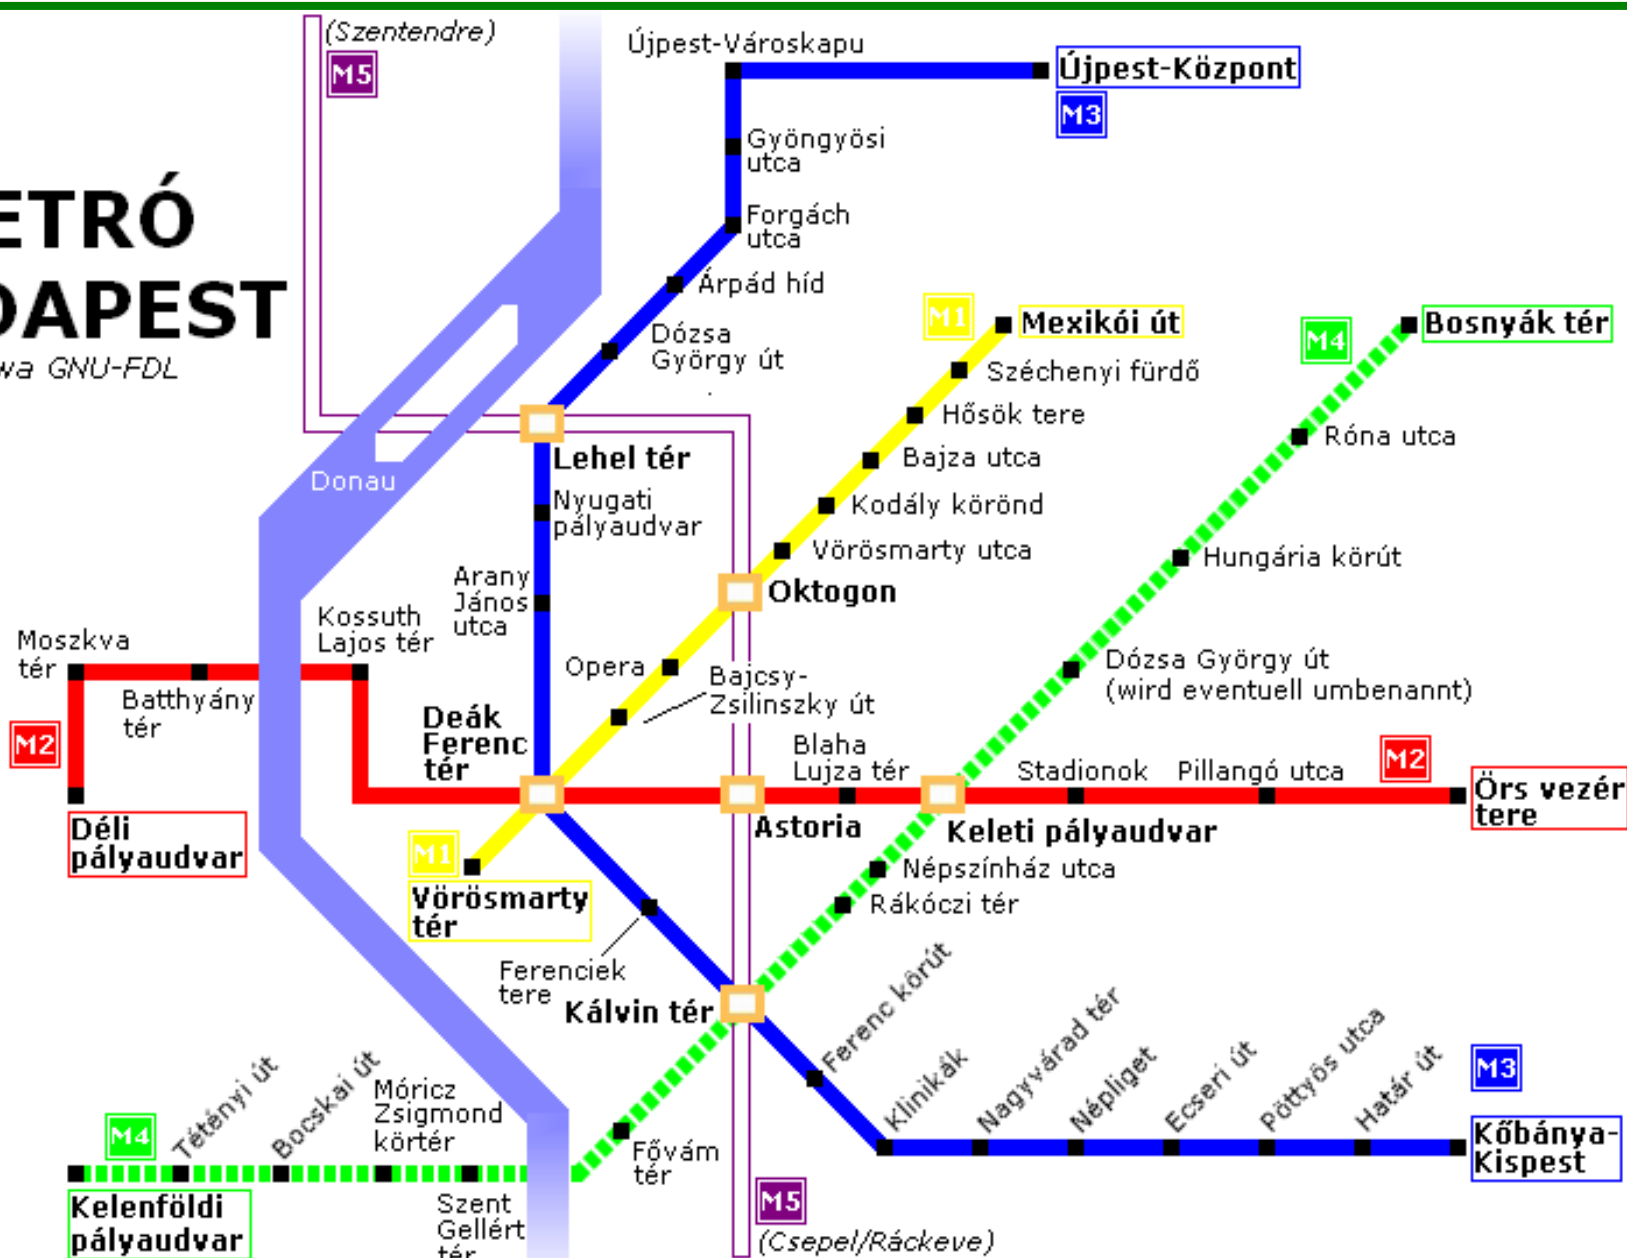 (Szentendre)
M5
Újpest-Városkapu
Újpest-Központ
M3
Gyöngyösi
utca
ETRÓ
Forgách
utca
Árpád híd
DAPEST
wa GNU-FDL
Dózsa
György út
M1
Mexikói út
M4
Bosnyák tér
Széchenyi fürdő
Hősök tere
Róna utca
Bajza utca
Lehel tér
Donau
Nyugati
pályaudvar
Kodály körönd
Vörösmarty utca
Hungária körút
Arany
János
utca
Oktogon
Kossuth
Lajos tér
Moszkva
tér
Batthyány
tér
Opera
Bajcsy-
Zsilinszky út
Dózsa György út
(wird eventuell umbenannt)
M2
Deák
Ferenc
tér
Blaha
Lujza tér
Stadionok
Pillangó utca
M2
Örs vezér
tere
Déli
pályaudvar
Astoria
Keleti pályaudvar
M1
Vörösmarty
tér
Népszínház utca
Rákóczi tér
Ferenciek
tere
Kálvin tér
Ferenc körút
Klinikák
Nagyvárad tér
Népliget
Ecseri út
Pöttyös utca
Határ út
M3
Kőbánya-
Kispest
M4
Tétényi út
Bocskai út
Móricz
Zsigmond
körtér
Fővám
tér
Kelenföldi
pályaudvar
Szent
Gellért
tér
M5
(Csepel/Ráckeve)